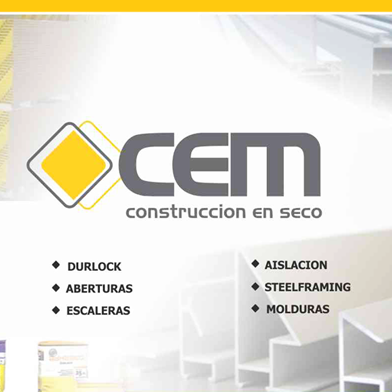 CEM
construccion en seco
DURLOCK
ABERTURAS
ESCALERAS
AISLACION
STEELFRAMING
MOLDURAS